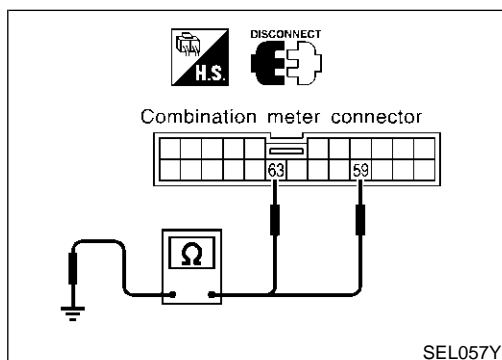 DISCONNECT
H.S.
Combination meter connector
63 59
Ω
SEL057Y